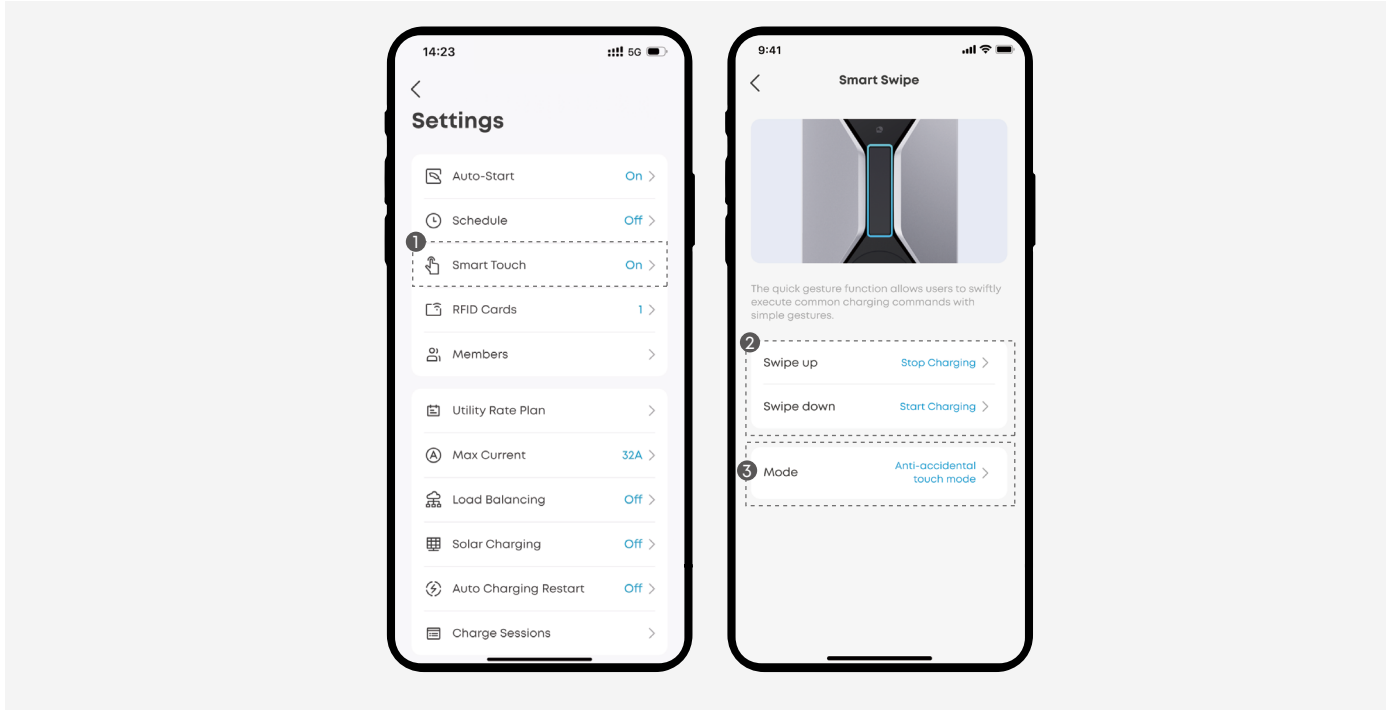 14:23
5G
Settings
Auto-Start On
Schedule Off
1
Smart Touch On
RFID Cards 1
Members
Utility Rate Plan
Max Current 32A
Load Balancing Off
Solar Charging Off
Auto Charging Restart Off
Charge Sessions
9:41
Smart Swipe
The quick gesture function allows users to swiftly
execute common charging commands with
simple gestures.
2
Swipe up Stop Charging
Swipe down Start Charging
3
Mode Anti-accidental
touch mode